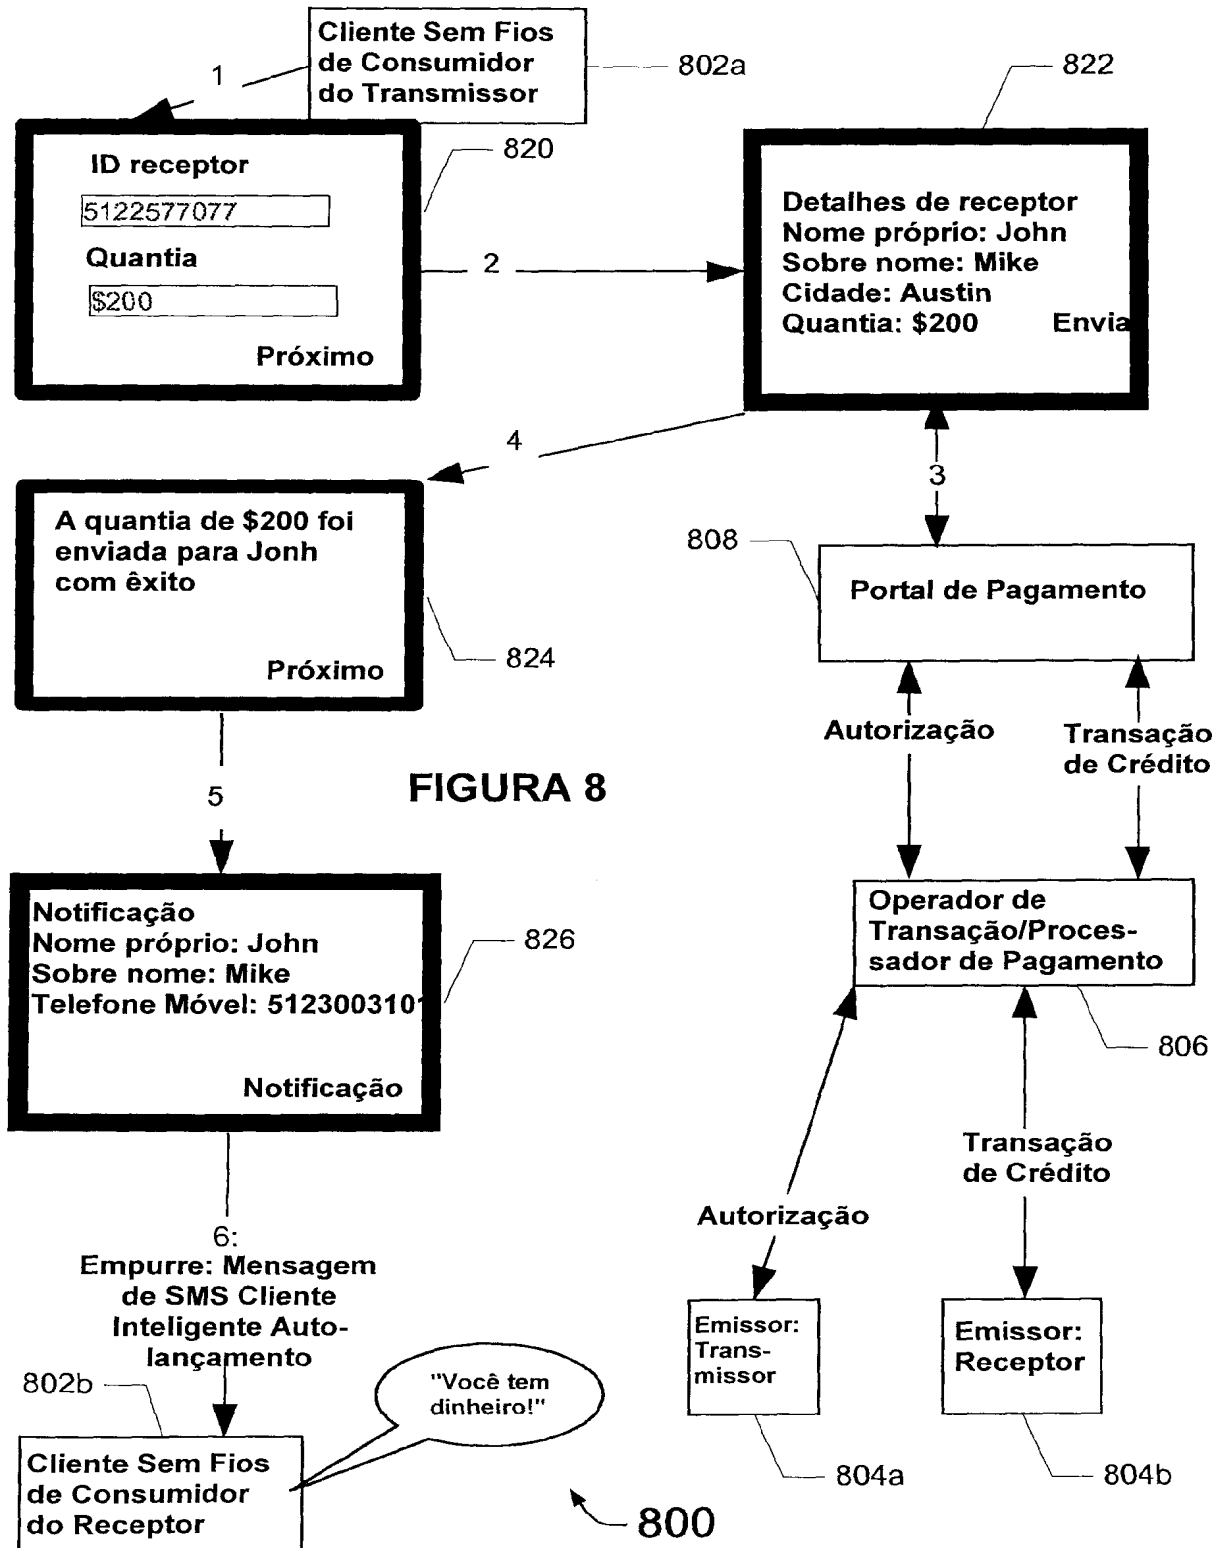 Cliente Sem Fios
de Consumidor
do Transmissor
802a
1
822
820
ID receptor
5122577077
Quantia
$200
Próximo
2
Detalhes de receptor
Nome próprio: John
Sobre nome: Mike
Cidade: Austin
Quantia: $200 Envia
4
3
A quantia de $200 foi
enviada para Jonh
com êxito
Próximo
824
808
Portal de Pagamento
Autorização
Transação
de Crédito
5
FIGURA 8
Operador de
Transação/Proces-
sador de Pagamento
806
Notificação
Nome próprio: John
Sobre nome: Mike
Telefone Móvel: 5123003101
Notificação
826
Transação
de Crédito
Autorização
6:
Empurre: Mensagem
de SMS Cliente
Inteligente Auto-
lançamento
802b
"Você tem
dinheiro!"
Cliente Sem Fios
de Consumidor
do Receptor
Emissor:
Trans-
missor
804a
Emissor:
Receptor
804b
800